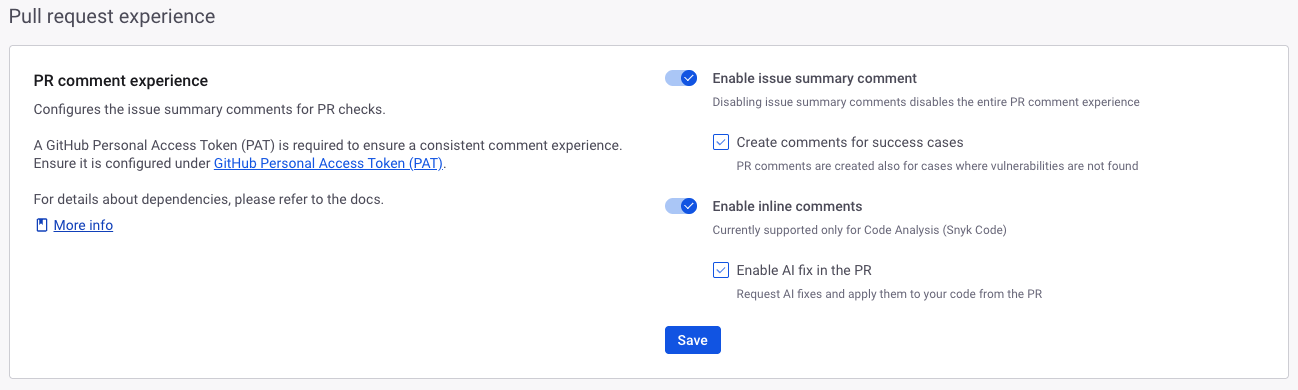 Pull request experience
PR comment experience
Configures the issue summary comments for PR checks.
A GitHub Personal Access Token (PAT) is required to ensure a consistent comment experience.
Ensure it is configured under GitHub Personal Access Token (PAT).
For details about dependencies, please refer to the docs.
More info
Enable issue summary comment
Disabling issue summary comments disables the entire PR comment experience
Create comments for success cases
PR comments are created also for cases where vulnerabilities are not found
Enable inline comments
Currently supported only for Code Analysis (Snyk Code)
Enable AI fix in the PR
Request AI fixes and apply them to your code from the PR
Save